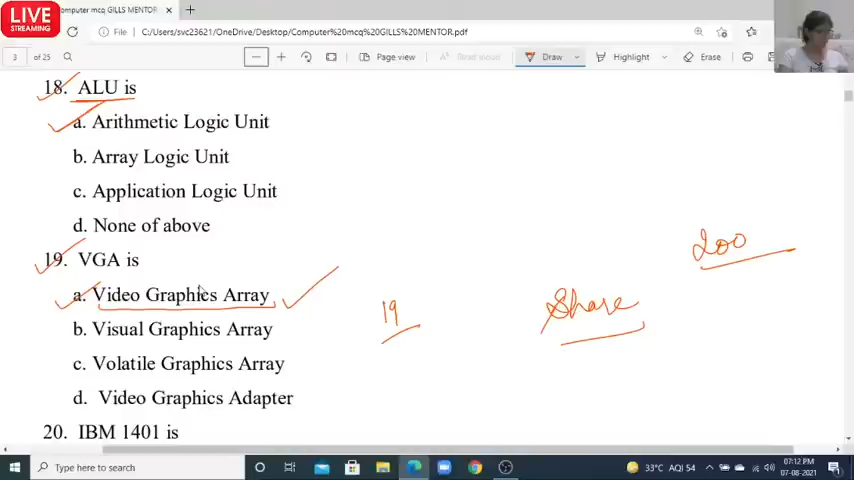 LIVE
STREAMING
Computer mcq GILLS MENTOR.
File
C:/Users/svc23621/OneDrive/Desktop/Computer%20mcq%20GILLS%20MENTOR.pdf
3 of 25
Page view
Read aloud
Draw
Highlight
Erase
18. ALU is
a. Arithmetic Logic Unit
b. Array Logic Unit
c. Application Logic Unit
d. None of above
200
19. VGA is
a. Video Graphics Array
19
Share
b. Visual Graphics Array
c. Volatile Graphics Array
d. Video Graphics Adapter
20. IBM 1401 is
Type here to search
33°C AQI 54
07:12 PM
07-08-2021